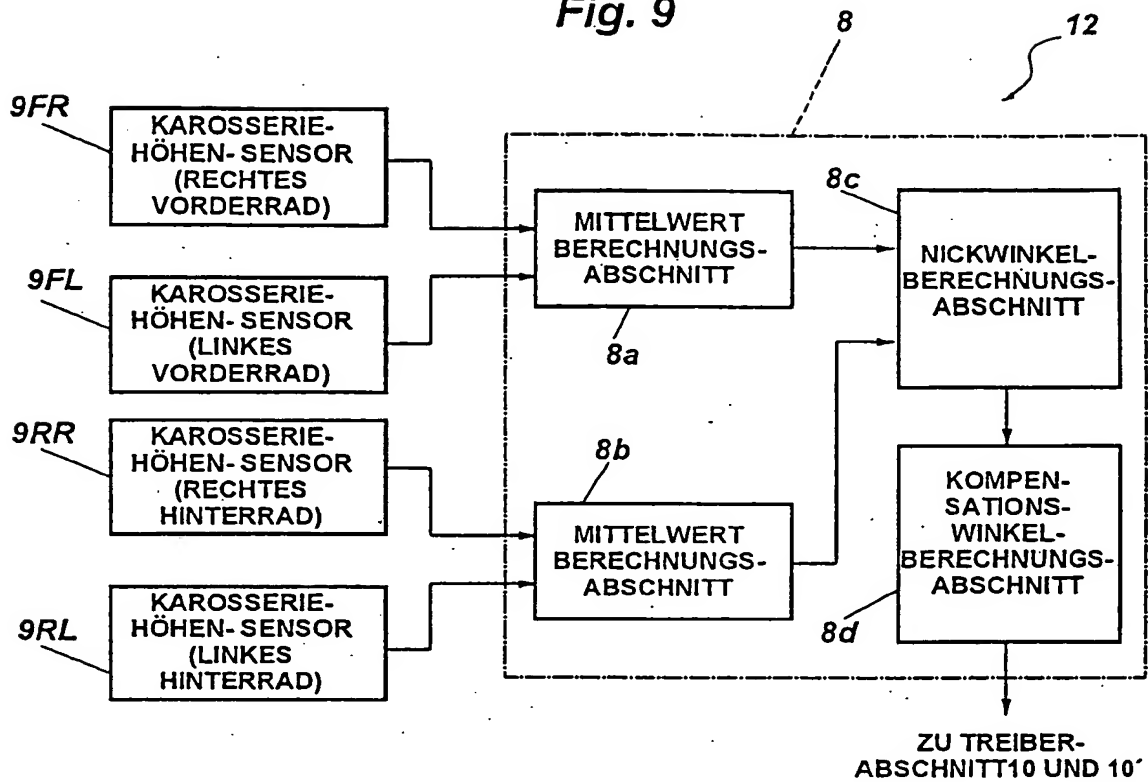 Fig. 9
8
12
9FR
KAROSSERIE-
HÖHEN-SENSOR
(RECHTES
VORDERRAD)
9FL
KAROSSERIE-
HÖHEN-SENSOR
(LINKES
VORDERRAD)
9RR
KAROSSERIE-
HÖHEN-SENSOR
(RECHTES
HINTERRAD)
9RL
KAROSSERIE-
HÖHEN-SENSOR
(LINKES
HINTERRAD)
MITTELWERT
BERECHNUNGS-
ABSCHNITT
8a
8b
MITTELWERT
BERECHNUNGS-
ABSCHNITT
8c
NICKWINKEL-
BERECHNUNGS-
ABSCHNITT
KOMPEN-
SATIONS-
WINKEL-
BERECHNUNGS-
ABSCHNITT
8d
ZU TREIBER-
ABSCHNITT10 UND 10'